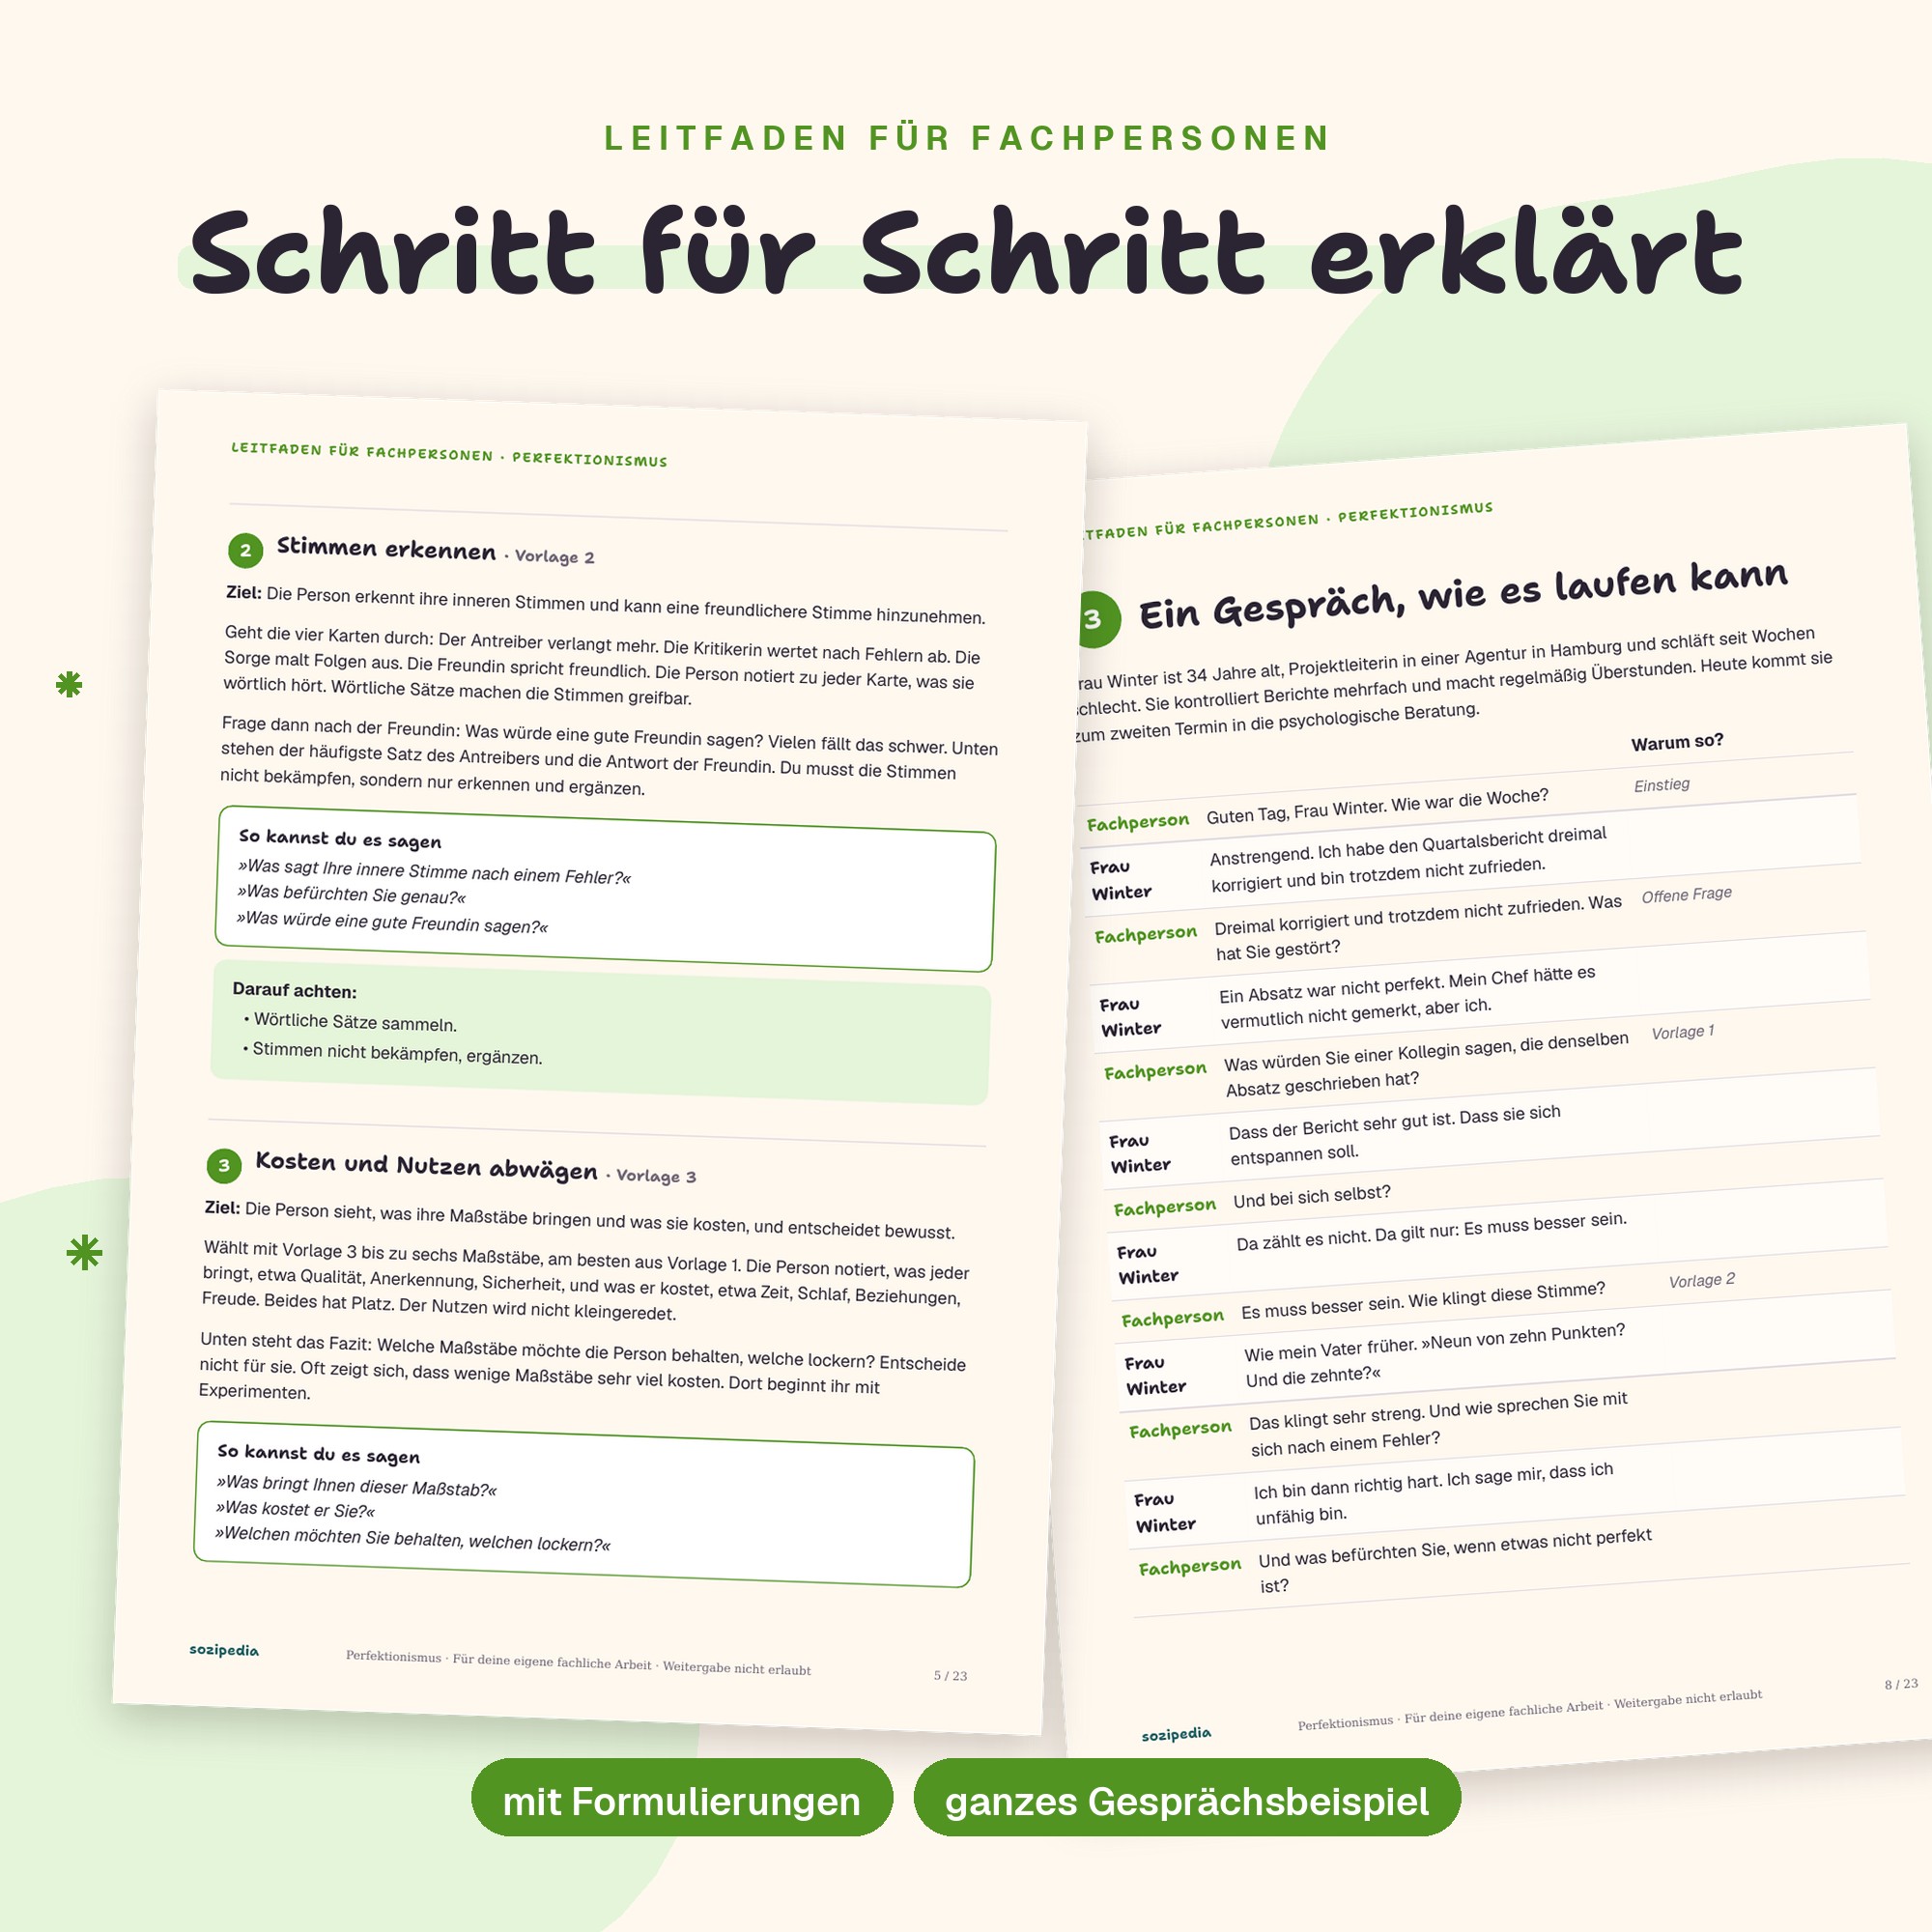 LEITFADEN FÜR FACHPERSONEN
Schritt für Schritt erklärt
LEITFADEN FÜR FACHPERSONEN · PERFEKTIONISMUS
2 Stimmen erkennen · Vorlage 2
Ziel: Die Person erkennt ihre inneren Stimmen und kann eine freundlichere Stimme hinzunehmen.
Geht die vier Karten durch: Der Antreiber verlangt mehr. Die Kritikerin wertet nach Fehlern ab. Die
Sorge malt Folgen aus. Die Freundin spricht freundlich. Die Person notiert zu jeder Karte, was sie
wörtlich hört. Wörtliche Sätze machen die Stimmen greifbar.
Frage dann nach der Freundin: Was würde eine gute Freundin sagen? Vielen fällt das schwer. Unten
stehen der häufigste Satz des Antreibers und die Antwort der Freundin. Du musst die Stimmen
nicht bekämpfen, sondern nur erkennen und ergänzen.
So kannst du es sagen
»Was sagt Ihre innere Stimme nach einem Fehler?«
»Was befürchten Sie genau?«
»Was würde eine gute Freundin sagen?«
Darauf achten:
• Wörtliche Sätze sammeln.
• Stimmen nicht bekämpfen, ergänzen.
3 Kosten und Nutzen abwägen · Vorlage 3
Ziel: Die Person sieht, was ihre Maßstäbe bringen und was sie kosten, und entscheidet bewusst.
Wählt mit Vorlage 3 bis zu sechs Maßstäbe, am besten aus Vorlage 1. Die Person notiert, was jeder
bringt, etwa Qualität, Anerkennung, Sicherheit, und was er kostet, etwa Zeit, Schlaf, Beziehungen,
Freude. Beides hat Platz. Der Nutzen wird nicht kleingeredet.
Unten steht das Fazit: Welche Maßstäbe möchte die Person behalten, welche lockern? Entscheide
nicht für sie. Oft zeigt sich, dass wenige Maßstäbe sehr viel kosten. Dort beginnt ihr mit
Experimenten.
So kannst du es sagen
»Was bringt Ihnen dieser Maßstab?«
»Was kostet er Sie?«
»Welchen möchten Sie behalten, welchen lockern?«
sozipedia Perfektionismus · Für deine eigene fachliche Arbeit · Weitergabe nicht erlaubt 5 / 23
TFADEN FÜR FACHPERSONEN · PERFEKTIONISMUS
3 Ein Gespräch, wie es laufen kann
rau Winter ist 34 Jahre alt, Projektleiterin in einer Agentur in Hamburg und schläft seit Wochen
schlecht. Sie kontrolliert Berichte mehrfach und macht regelmäßig Überstunden. Heute kommt sie
zum zweiten Termin in die psychologische Beratung.
Warum so?
Fachperson Guten Tag, Frau Winter. Wie war die Woche? Einstieg
Frau Anstrengend. Ich habe den Quartalsbericht dreimal
Winter korrigiert und bin trotzdem nicht zufrieden.
Fachperson Dreimal korrigiert und trotzdem nicht zufrieden. Was Offene Frage
hat Sie gestört?
Frau Ein Absatz war nicht perfekt. Mein Chef hätte es
Winter vermutlich nicht gemerkt, aber ich.
Fachperson Was würden Sie einer Kollegin sagen, die denselben Vorlage 1
Absatz geschrieben hat?
Frau Dass der Bericht sehr gut ist. Dass sie sich
Winter entspannen soll.
Fachperson Und bei sich selbst?
Frau Da zählt es nicht. Da gilt nur: Es muss besser sein.
Winter
Fachperson Es muss besser sein. Wie klingt diese Stimme? Vorlage 2
Frau Wie mein Vater früher. »Neun von zehn Punkten?
Winter Und die zehnte?«
Fachperson Das klingt sehr streng. Und wie sprechen Sie mit
sich nach einem Fehler?
Frau Ich bin dann richtig hart. Ich sage mir, dass ich
Winter unfähig bin.
Fachperson Und was befürchten Sie, wenn etwas nicht perfekt
ist?
sozipedia Perfektionismus · Für deine eigene fachliche Arbeit · Weitergabe nicht erlaubt 8 / 23
mit Formulierungen
ganzes Gesprächsbeispiel